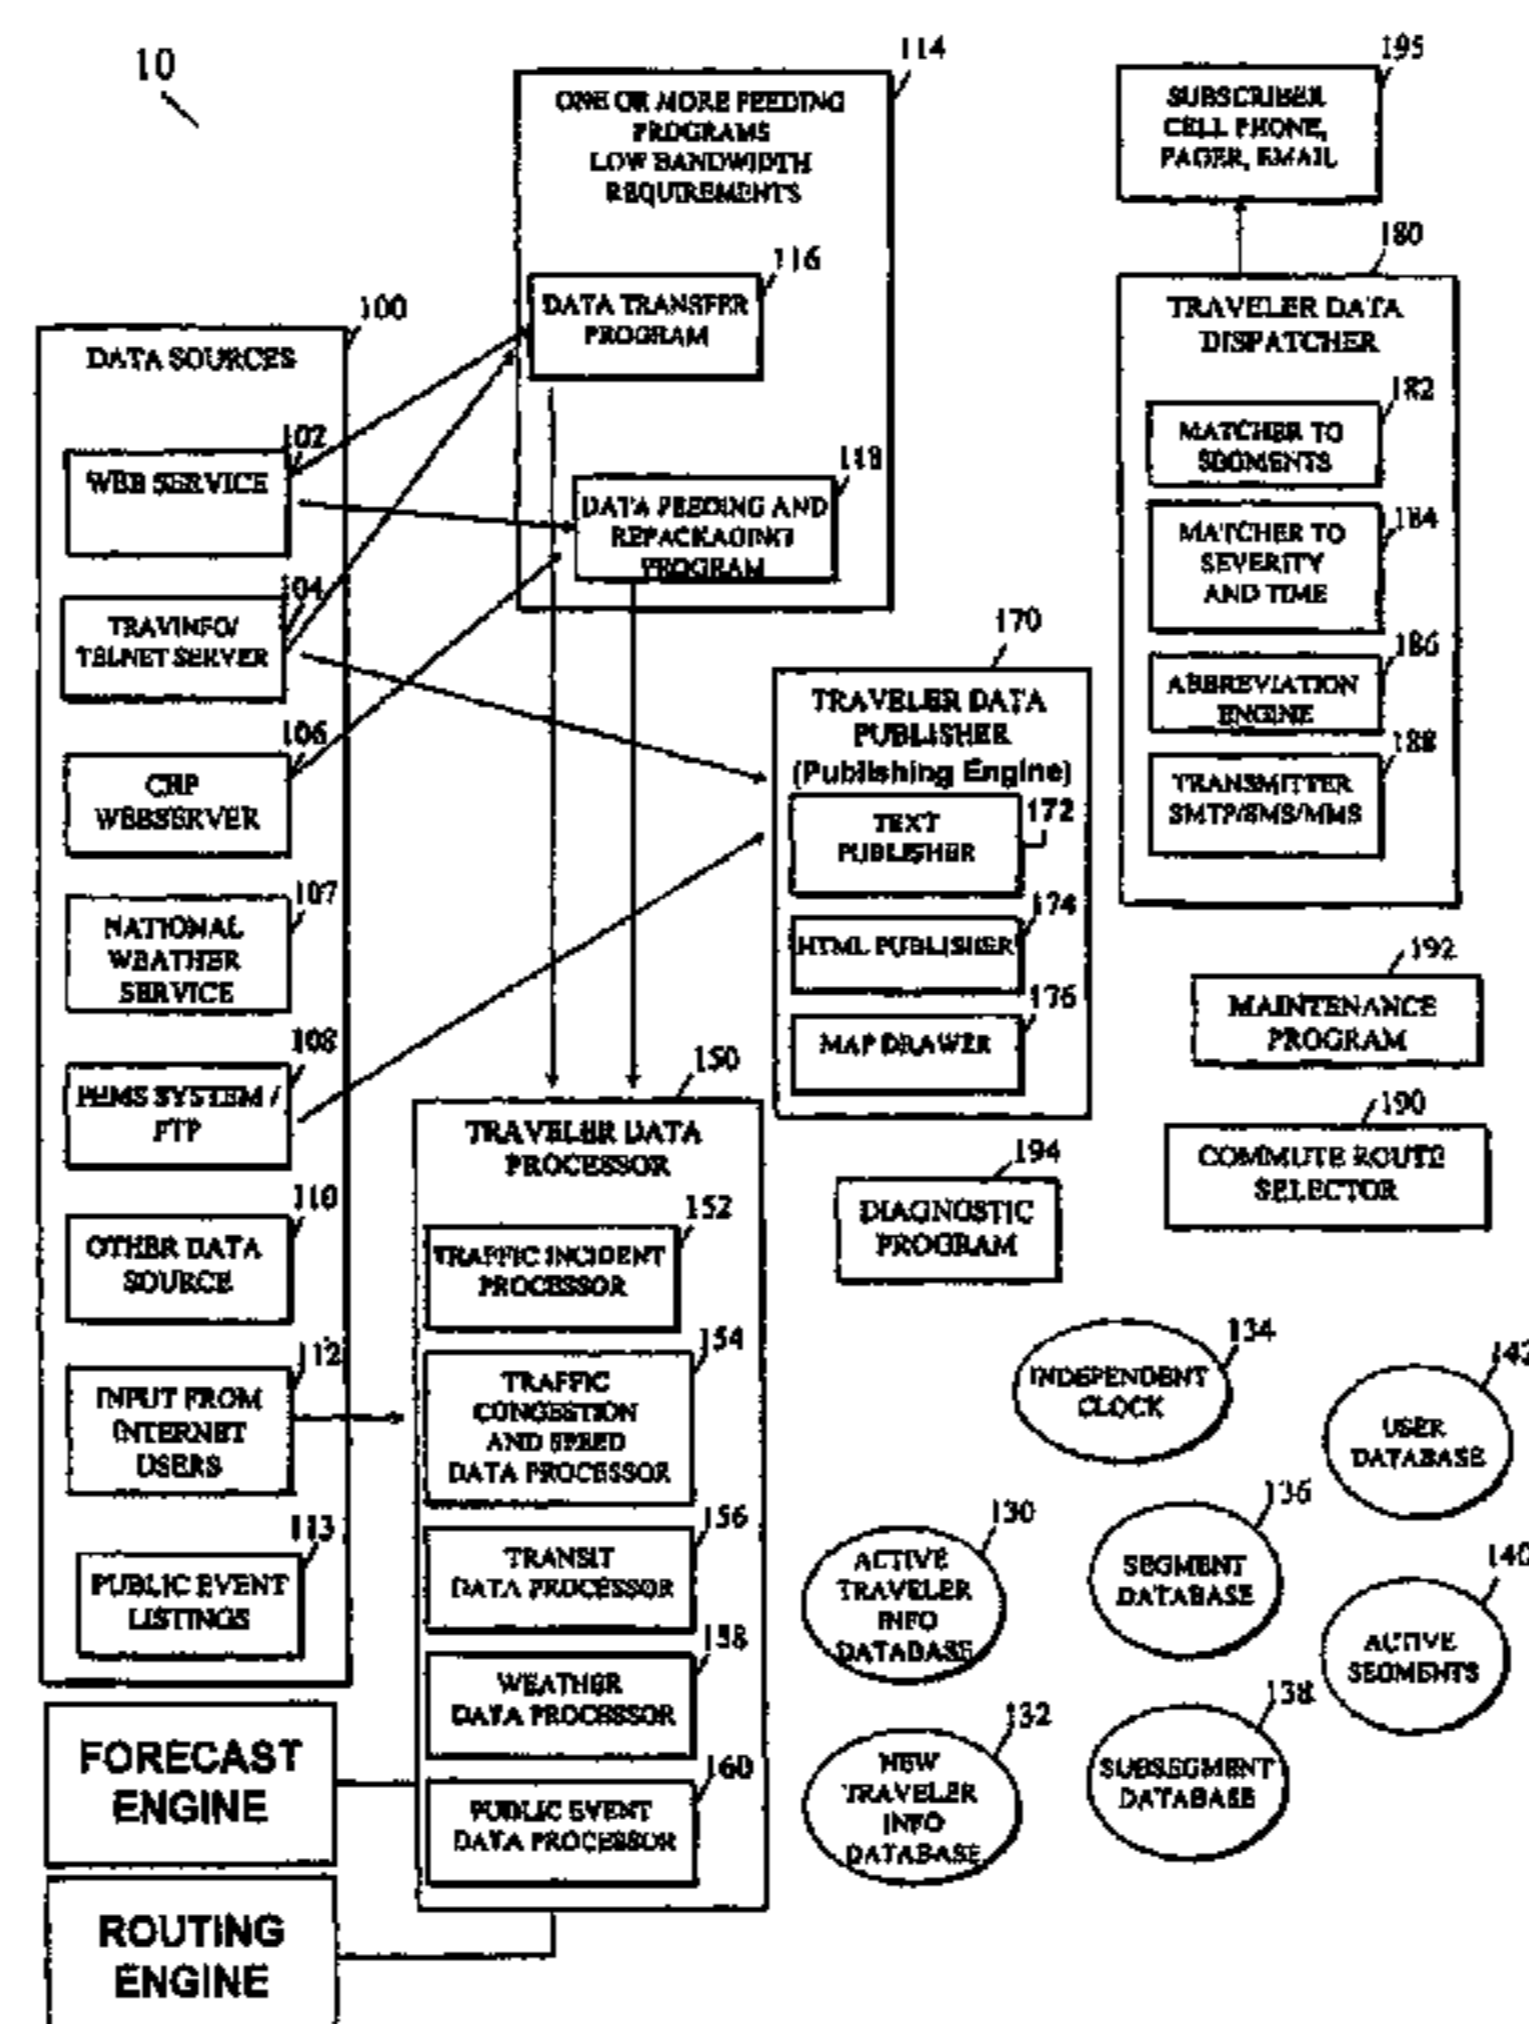 10
114
ONE OR MORE FEEDING
PROGRAMS
LOW BANDWIDTH
REQUIREMENTS
116
DATA TRANSFER
PROGRAM
118
DATA FEEDING AND
REPACKAGING
PROGRAM
100
DATA SOURCES
102
WEB SERVICE
104
TRAVINFO/
TELNET SERVER
106
CHP
WEBSERVER
107
NATIONAL
WEATHER
SERVICE
108
PEMS SYSTEM /
FTP
110
OTHER DATA
SOURCE
112
INPUT FROM
INTERNET
USERS
113
PUBLIC EVENT
LISTINGS
FORECAST
ENGINE
ROUTING
ENGINE
150
TRAVELER DATA
PROCESSOR
152
TRAFFIC INCIDENT
PROCESSOR
154
TRAFFIC
CONGESTION
AND SPEED
DATA PROCESSOR
156
TRANSIT
DATA PROCESSOR
158
WEATHER
DATA PROCESSOR
160
PUBLIC EVENT
DATA PROCESSOR
170
TRAVELER DATA
PUBLISHER
(Publishing Engine)
172
TEXT
PUBLISHER
174
HTML PUBLISHER
176
MAP DRAWER
195
SUBSCRIBER
CELL PHONE,
PAGER, EMAIL
180
TRAVELER DATA
DISPATCHER
182
MATCHER TO
SEGMENTS
184
MATCHER TO
SEVERITY
AND TIME
186
ABBREVIATION
ENGINE
188
TRANSMITTER
SMTP/SMS/MMS
192
MAINTENANCE
PROGRAM
190
COMMUTE ROUTE
SELECTOR
194
DIAGNOSTIC
PROGRAM
134
INDEPENDENT
CLOCK
142
USER
DATABASE
130
ACTIVE
TRAVELER
INFO
DATABASE
136
SEGMENT
DATABASE
140
ACTIVE
SEGMENTS
132
NEW
TRAVELER
INFO
DATABASE
138
SUBSEGMENT
DATABASE